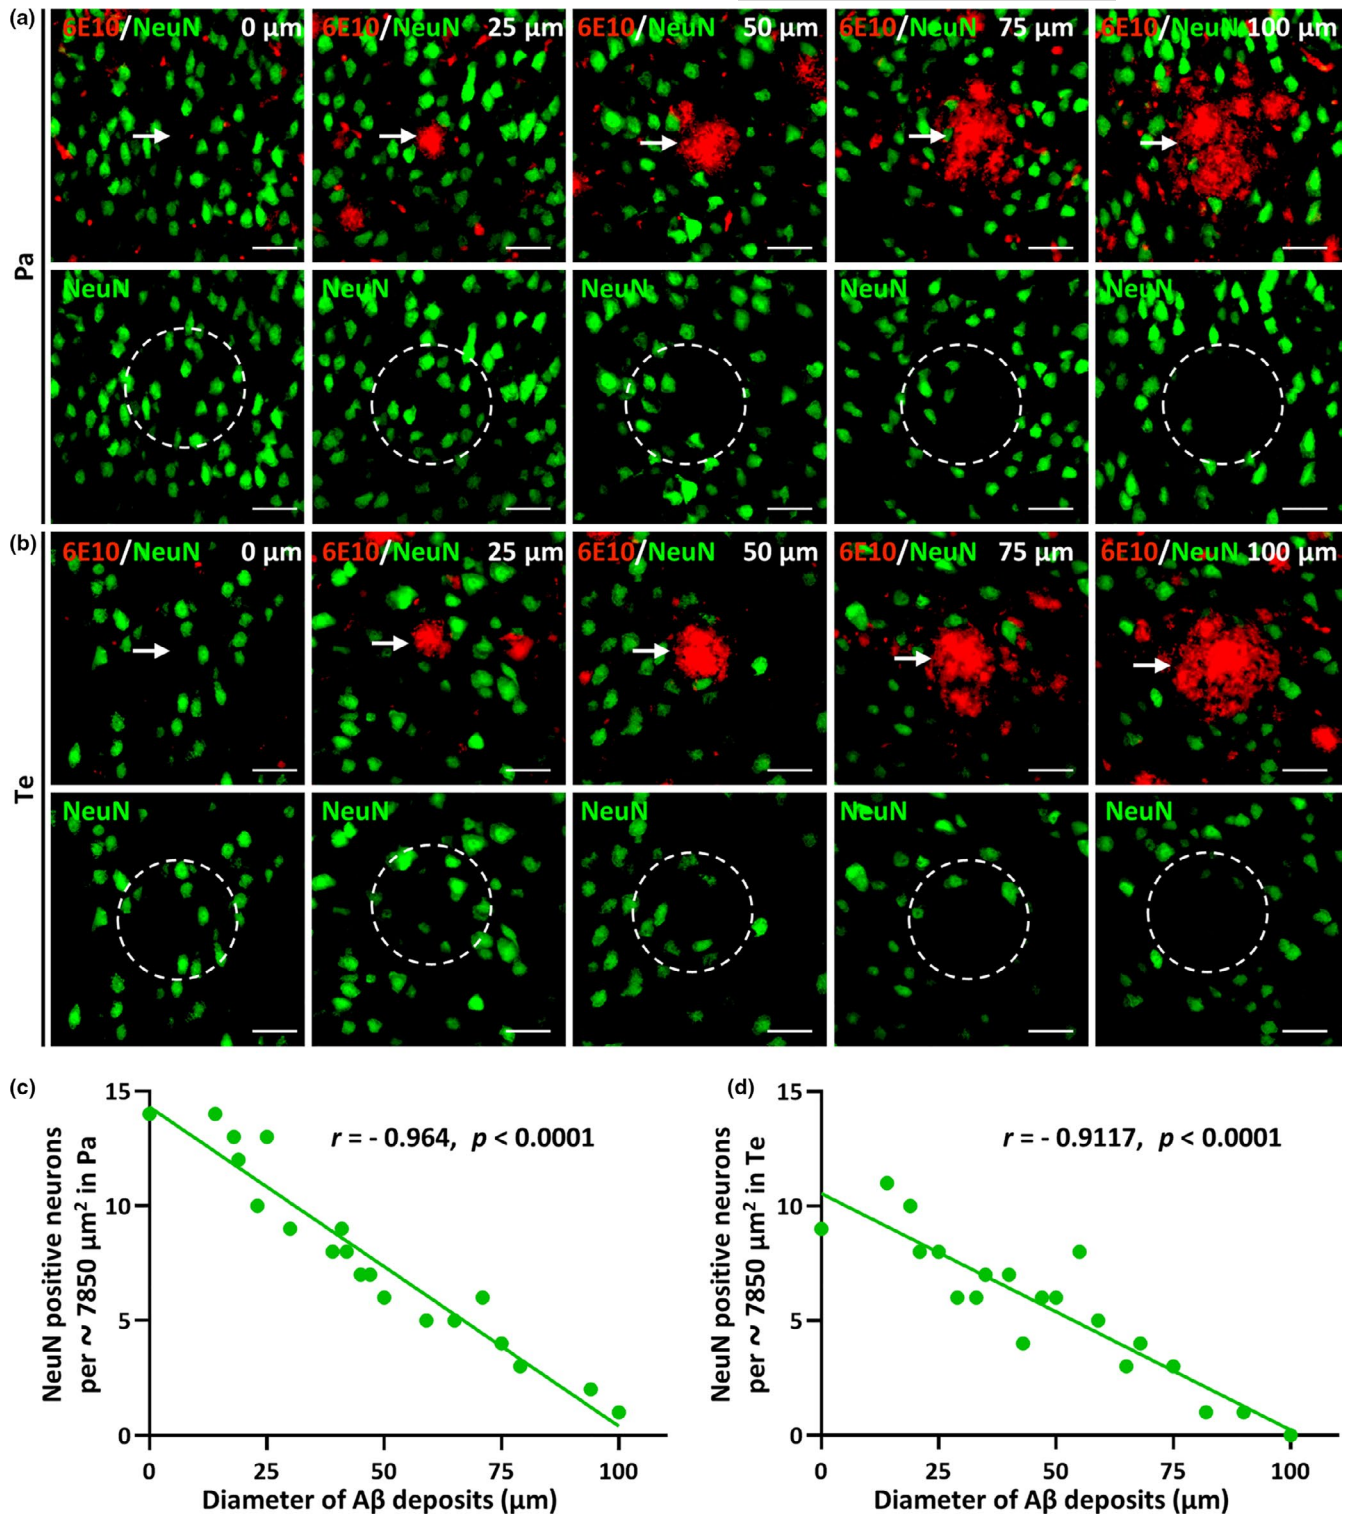 (a)
6E10/NeuN 0 μm
6E10/NeuN 25 μm
6E10/NeuN 50 μm
6E10/NeuN 75 μm
6E10/NeuN 100 μm
Pa
NeuN
NeuN
NeuN
NeuN
NeuN
(b)
6E10/NeuN 0 μm
6E10/NeuN 25 μm
6E10/NeuN 50 μm
6E10/NeuN 75 μm
6E10/NeuN 100 μm
Te
NeuN
NeuN
NeuN
NeuN
NeuN
(c)
NeuN positive neurons
per ~ 7850 μm² in Pa
15
10
5
0
r = - 0.964, p < 0.0001
0 25 50 75 100
Diameter of Aβ deposits (μm)
(d)
NeuN positive neurons
per ~ 7850 μm² in Te
15
10
5
0
r = - 0.9117, p < 0.0001
0 25 50 75 100
Diameter of Aβ deposits (μm)